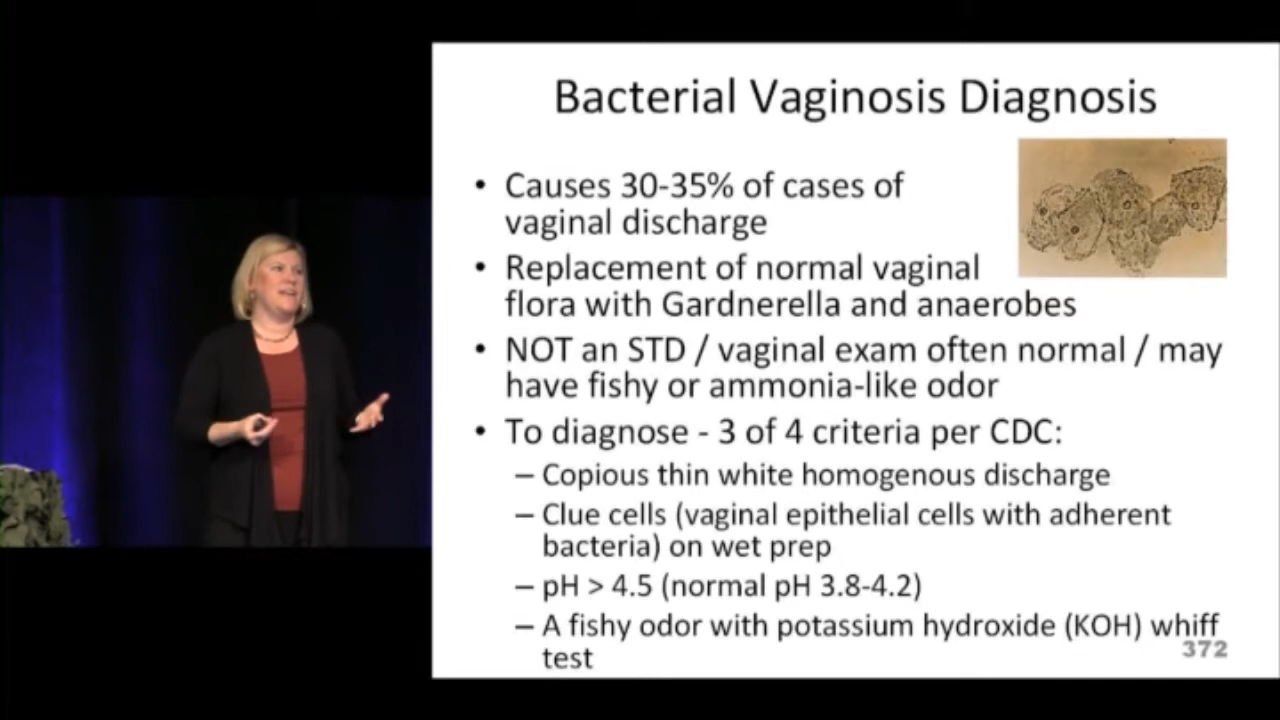 Bacterial Vaginosis Diagnosis
• Causes 30-35% of cases of
vaginal discharge
• Replacement of normal vaginal
flora with Gardnerella and anaerobes
• NOT an STD / vaginal exam often normal / may
have fishy or ammonia-like odor
• To diagnose - 3 of 4 criteria per CDC:
– Copious thin white homogenous discharge
– Clue cells (vaginal epithelial cells with adherent
bacteria) on wet prep
– pH > 4.5 (normal pH 3.8-4.2)
– A fishy odor with potassium hydroxide (KOH) whiff
test
372